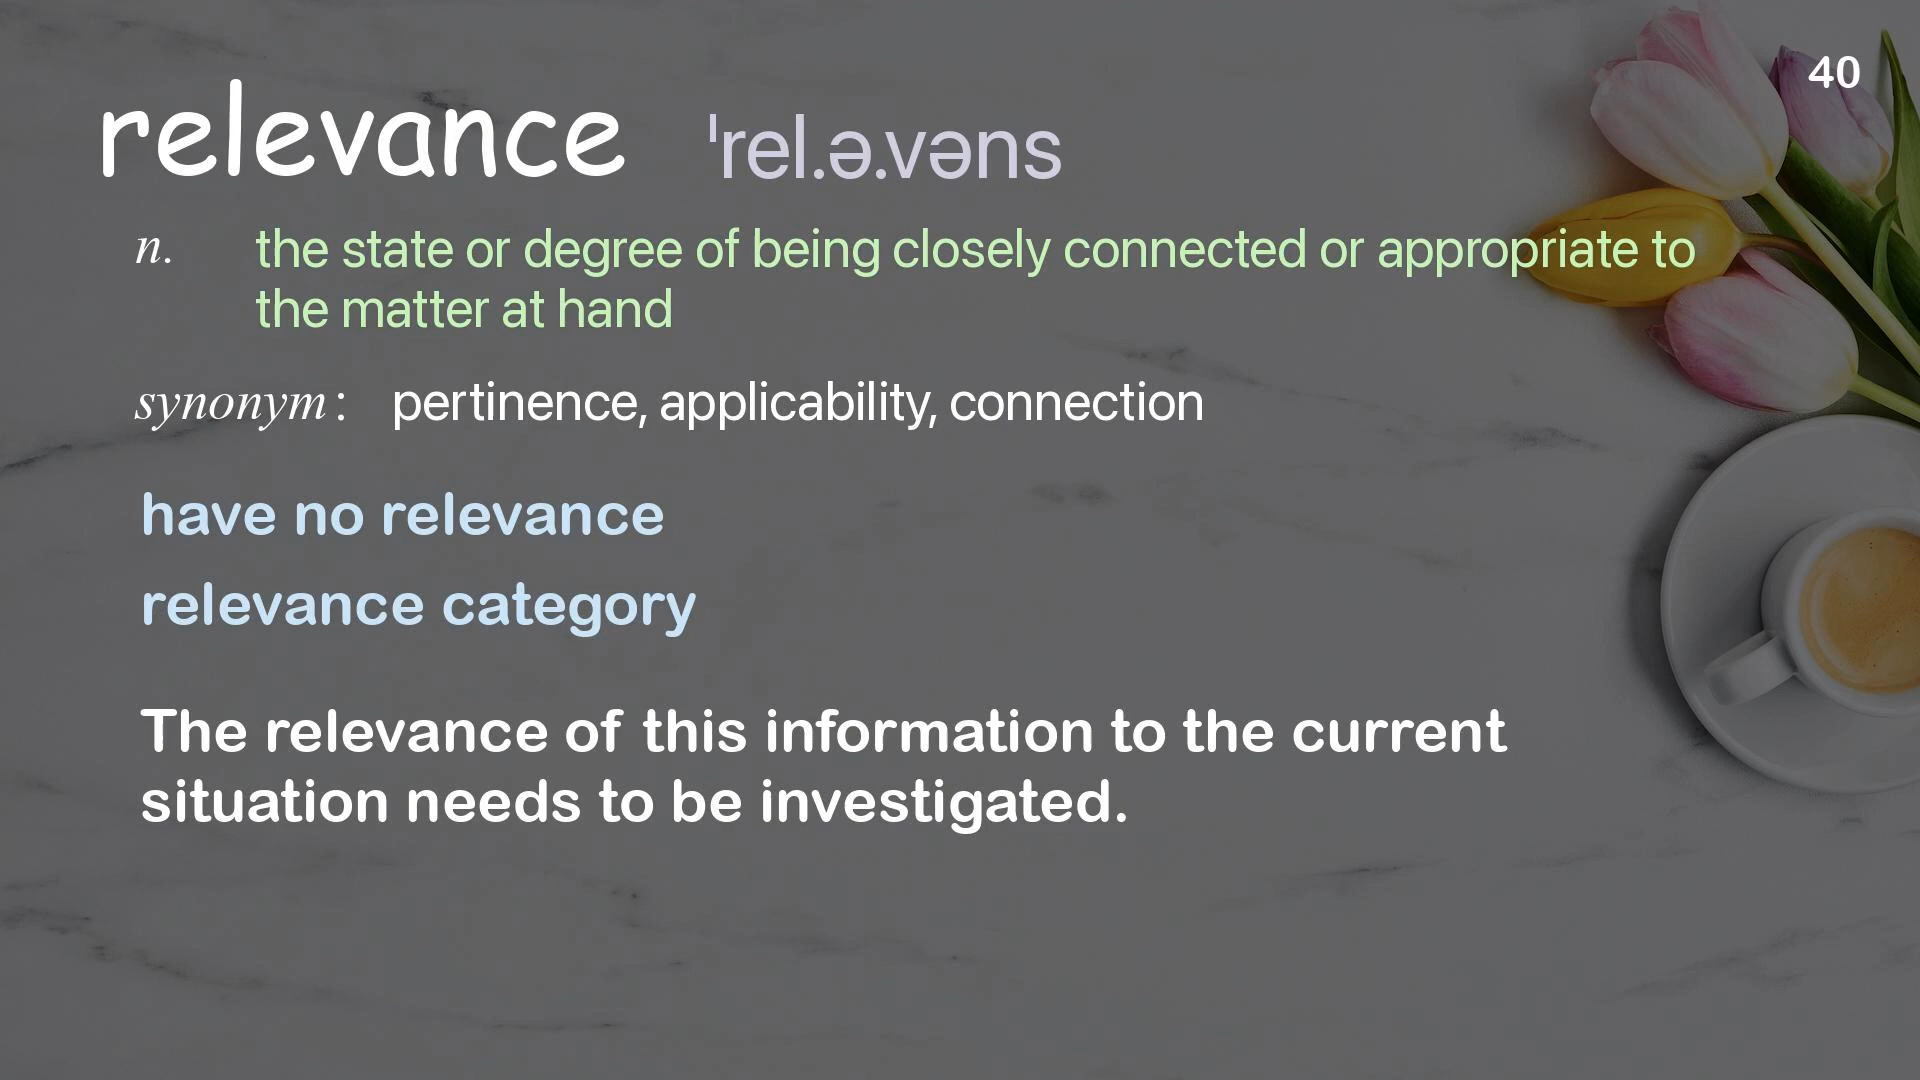 40
relevance ˈrel.ə.vəns
n. the state or degree of being closely connected or appropriate to
the matter at hand
synonym : pertinence, applicability, connection
have no relevance
relevance category
The relevance of this information to the current
situation needs to be investigated.